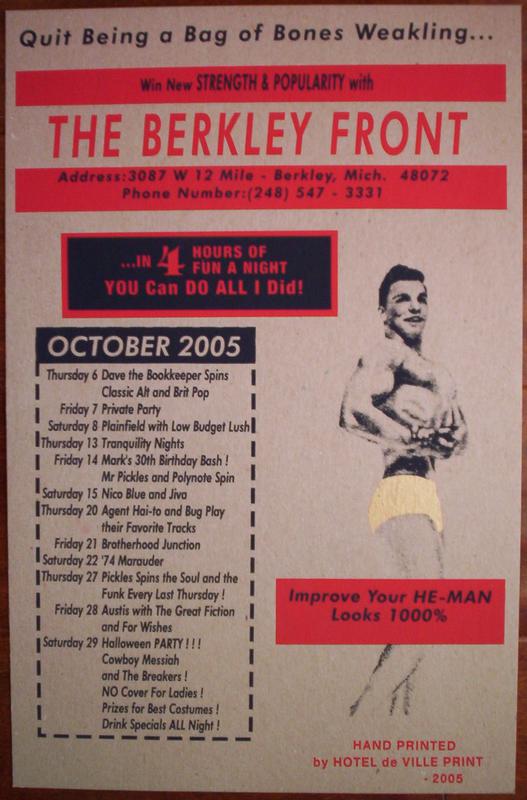 Quit Being a Bag of Bones Weakling...
Win New STRENGTH & POPULARITY with
THE BERKLEY FRONT
Address:3087 W 12 Mile - Berkley, Mich. 48072
Phone Number:(248) 547 - 3331
...IN 4 HOURS OF
FUN A NIGHT
YOU Can DO ALL I Did!
OCTOBER 2005
Thursday 6 Dave the Bookkeeper Spins
Classic Alt and Brit Pop
Friday 7 Private Party
Saturday 8 Plainfield with Low Budget Lush
Thursday 13 Tranquility Nights
Friday 14 Mark's 30th Birthday Bash !
Mr Pickles and Polynote Spin
Saturday 15 Nico Blue and Jiva
Thursday 20 Agent Hai-to and Bug Play
their Favorite Tracks
Friday 21 Brotherhood Junction
Saturday 22 '74 Marauder
Thursday 27 Pickles Spins the Soul and the
Funk Every Last Thursday !
Friday 28 Austis with The Great Fiction
and For Wishes
Saturday 29 Halloween PARTY ! ! !
Cowboy Messiah
and The Breakers !
NO Cover For Ladies !
Prizes for Best Costumes !
Drink Specials ALL Night !
Improve Your HE-MAN
Looks 1000%
HAND PRINTED
by HOTEL de VILLE PRINT
- 2005